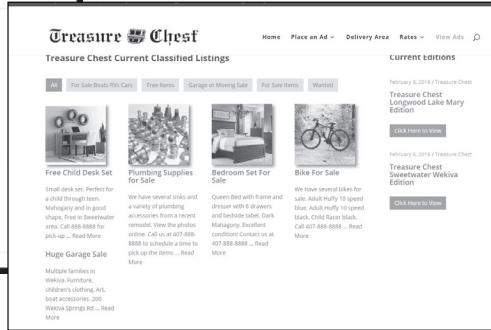 Treasure Chest
Home Place an Ad Delivery Area Rates View Ads
Treasure Chest Current Classified Listings
All For Sale Boats RVs Cars Free Items Garage or Moving Sale For Sale Items Wanted
Free Child Desk Set
Small desk set. Perfect for
a child through teen.
Mahogany and in good
shape. Free in Sweetwater
area. Call 888-8888 for
pick-up ... Read More
Huge Garage Sale
Multiple families in
Wekiva. Furniture,
children's clothing, Art,
boat accessories. 200
Wekiva Springs Rd ... Read
More
Plumbing Supplies
for Sale
We have several sinks and
a variety of plumbing
accessories from a recent
remodel. View the photos
online. Call us at 407-888-
8888 to schedule a time to
pick up the items ... Read
More
Bedroom Set For
Sale
Queen Bed with frame and
dresser with 6 drawers
and bedside tablel. Dark
Mahagony. Excellent
condition! Contact us at
407-888-8888 ... Read
More
Bike For Sale
We have several bikes for
sale. Adult Huffy 10 speed
blue, Adult Huffy 10 speed
black, Child Racer black.
Call 407-888-8888 ... Read
More
Current Editions
February 6, 2016 / Treasure Chest
Treasure Chest
Longwood Lake Mary
Edition
Click Here to View
February 6, 2016 / Treasure Chest
Treasure Chest
Sweetwater Wekiva
Edition
Click Here to View